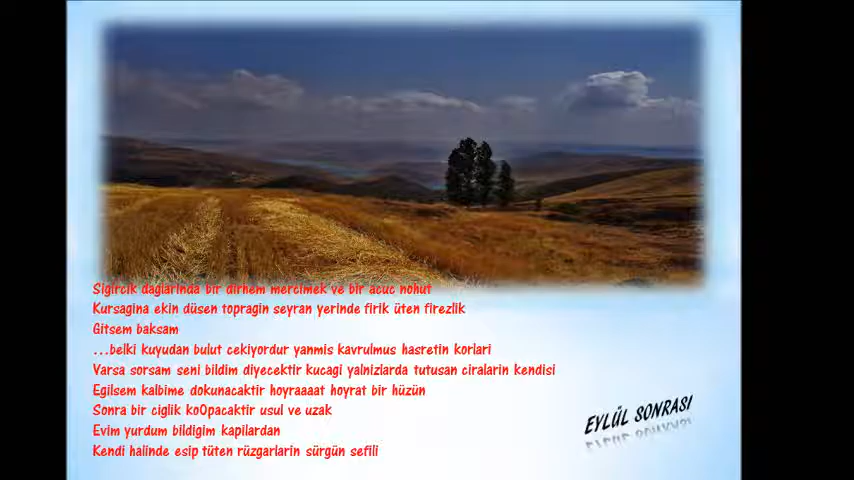 Sigircik daglarinda bir dirhem mercimek ve bir acuc nohut
Kursagina ekin düsen topragin seyran yerinde firik üten firezlik
Gitsem baksam
...belki kuyudan bulut cekiyordur yanmis kavrulmus hasretin korlari
Varsa sorsam seni bildim diyecektir kucagi yalnizlarda tutusan ciralarin kendisi
Egilsem kalbime dokunacaktir hoyraaaat hoyrat bir hüzün
Sonra bir ciglik ko0pacaktir usul ve uzak
Evim yurdum bildigim kapilardan
Kendi halinde esip tüten rüzgarlarin sürgün sefili
EYLÜL SONRASI